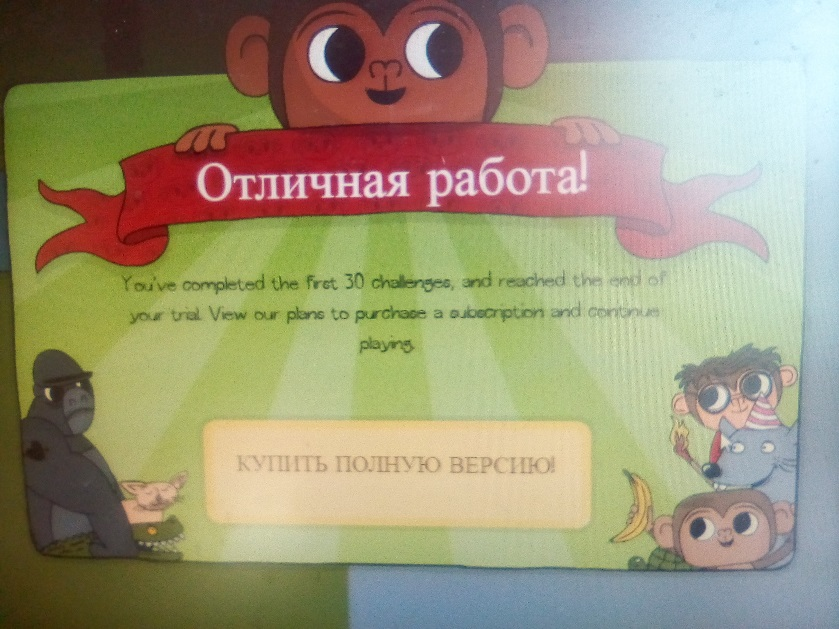 Отличная работа!
You've completed the first 30 challenges, and reached the end of
your trial. View our plans to purchase a subscription and continue
playing.
КУПИТЬ ПОЛНУЮ ВЕРСИЮ!